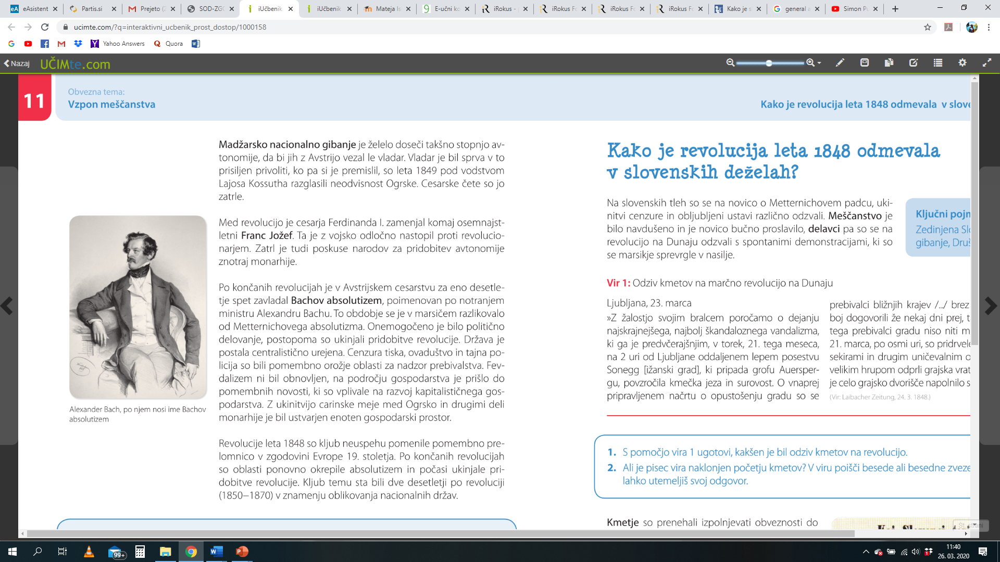 eAsistent
Partis.si
Prejeto (2
SOD-ZGO
iUčbenik
iUčbenik
Mateja Is
E-učni ko
iRokus - p
iRokus Fo
iRokus Fo
iRokus Fo
Kako je s
general a
Simon Pu
ucimte.com/?q=interaktivni_ucbenik_prost_dostop/1000158
Yahoo Answers
Quora
Nazaj
UČIMte.com
11
Obvezna tema:
Vzpon meščanstva
Kako je revolucija leta 1848 odmevala v slove
Madžarsko nacionalno gibanje je želelo doseči takšno stopnjo av-
tonomije, da bi jih z Avstrijo vezal le vladar. Vladar je bil sprva v to
prisiljen privoliti, ko pa si je premislil, so leta 1849 pod vodstvom
Lajosa Kossutha razglasili neodvisnost Ogrske. Cesarske čete so jo
zatrle.
Med revolucijo je cesarja Ferdinanda I. zamenjal komaj osemnajst-
letni Franc Jožef. Ta je z vojsko odločno nastopil proti revolucio-
narjem. Zatrl je tudi poskuse narodov za pridobitev avtonomije
znotraj monarhije.
Po končanih revolucijah je v Avstrijskem cesarstvu za eno desetle-
tje spet zavladal Bachov absolutizem, poimenovan po notranjem
ministru Alexandru Bachu. To obdobje se je v marsičem razlikovalo
od Metternichovega absolutizma. Onemogočeno je bilo politično
delovanje, postopoma so ukinjali pridobitve revolucije. Država je
postala centralistično urejena. Cenzura tiska, ovaduštvo in tajna po-
licija so bili pomembno orožje oblasti za nadzor prebivalstva. Fev-
dalizem ni bil obnovljen, na področju gospodarstva je prišlo do
pomembnih novosti, ki so vplivale na razvoj kapitalističnega gos-
podarstva. Z ukinitvijo carinske meje med Ogrsko in drugimi deli
monarhije je bil ustvarjen enoten gospodarski prostor.
Alexander Bach, po njem nosi ime Bachov
absolutizem
Revolucije leta 1848 so kljub neuspehu pomenile pomembno pre-
lomnico v zgodovini Evrope 19. stoletja. Po končanih revolucijah
so oblasti ponovno okrepile absolutizem in počasi ukinjale pri-
dobitve revolucije. Kljub temu sta bili dve desetletji po revoluciji
(1850–1870) v znamenju oblikovanja nacionalnih držav.
Kako je revolucija leta 1848 odmevala
v slovenskih deželah?
Na slovenskih tleh so se na novico o Metternichovem padcu, uki-
nitvi cenzure in obljubljeni ustavi različno odzvali. Meščanstvo je
bilo navdušeno in je novico bučno proslavilo, delavci pa so se na
revolucijo na Dunaju odzvali s spontanimi demonstracijami, ki so
se marsikje sprevrgle v nasilje.
Ključni pojm
Zedinjena Slo
gibanje, Druš
Vir 1: Odziv kmetov na marčno revolucijo na Dunaju
Ljubljana, 23. marca
»Z žalostjo svojim bralcem poročamo o dejanju
najskrajnejšega, najbolj škandaloznega vandalizma,
ki ga je predvčerajšnjim, v torek, 21. tega meseca,
na 2 uri od Ljubljane oddaljenem lepem posestvu
Sonegg [ižanski grad], ki pripada grofu Auersper-
gu, povzročila kmečka jeza in surovost. O vnaprej
pripravljenem načrtu o opustošenju gradu so se
prebivalci bližnjih krajev /.../ brez
boj dogovorili že nekaj dni prej, t
tega prebivalci gradu niso niti m
21. marca, po osmi uri, so pridrvele
sekirami in drugim uničevalnim o
velikim hrupom odprli grajska vrat
je celo grajsko dvorišče napolnilo s
(Vir: Laibacher Zeitung, 24. 3. 1848.)
1. S pomočjo vira 1 ugotovi, kakšen je bil odziv kmetov na revolucijo.
2. Ali je pisec vira naklonjen početju kmetov? V viru poišči besede ali besedne zveze
lahko utemeljiš svoj odgovor.
Kmetje so prenehali izpolnjevati obveznosti do
Št. strani
99+
11:40
26. 03. 2020